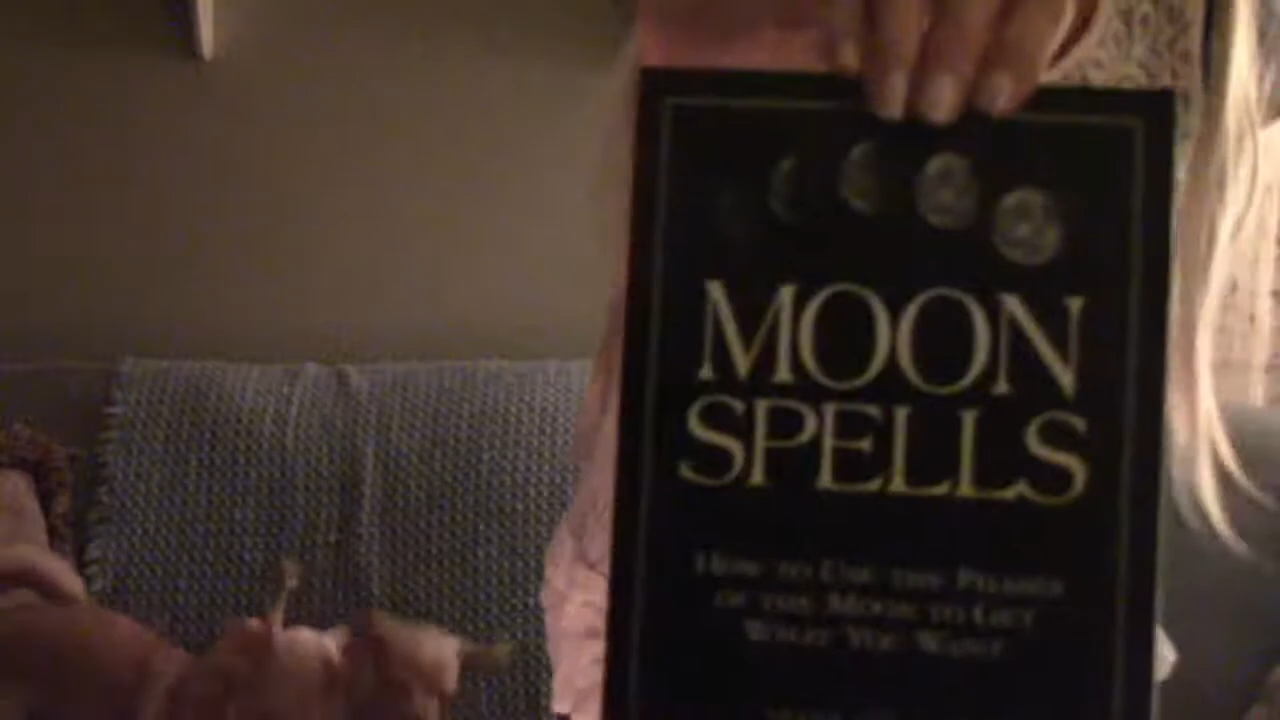 MOON
SPELLS
HOW TO USE THE PHASES
OF THE MOON TO GET
WHAT YOU WANT